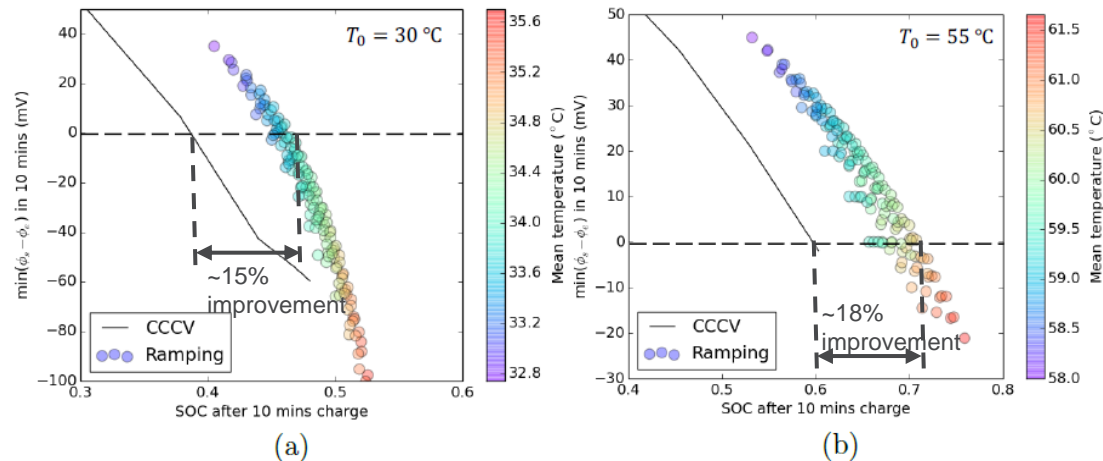 T₀ = 30 °C
min(ϕₛ−ϕₑ) in 10 mins (mV)
40
20
0
−20
−40
−60
−80
−100
~15%
improvement
CCCV
Ramping
0.3
0.4
0.5
0.6
SOC after 10 mins charge
35.6
35.2
34.8
34.4
34.0
33.6
33.2
32.8
Mean temperature (°C)
(a)
T₀ = 55 °C
min(ϕₛ−ϕₑ) in 10 mins (mV)
50
40
30
20
10
0
−10
−20
−30
~18%
improvement
CCCV
Ramping
0.4
0.5
0.6
0.7
0.8
SOC after 10 mins charge
61.5
61.0
60.5
60.0
59.5
59.0
58.5
58.0
Mean temperature (°C)
(b)